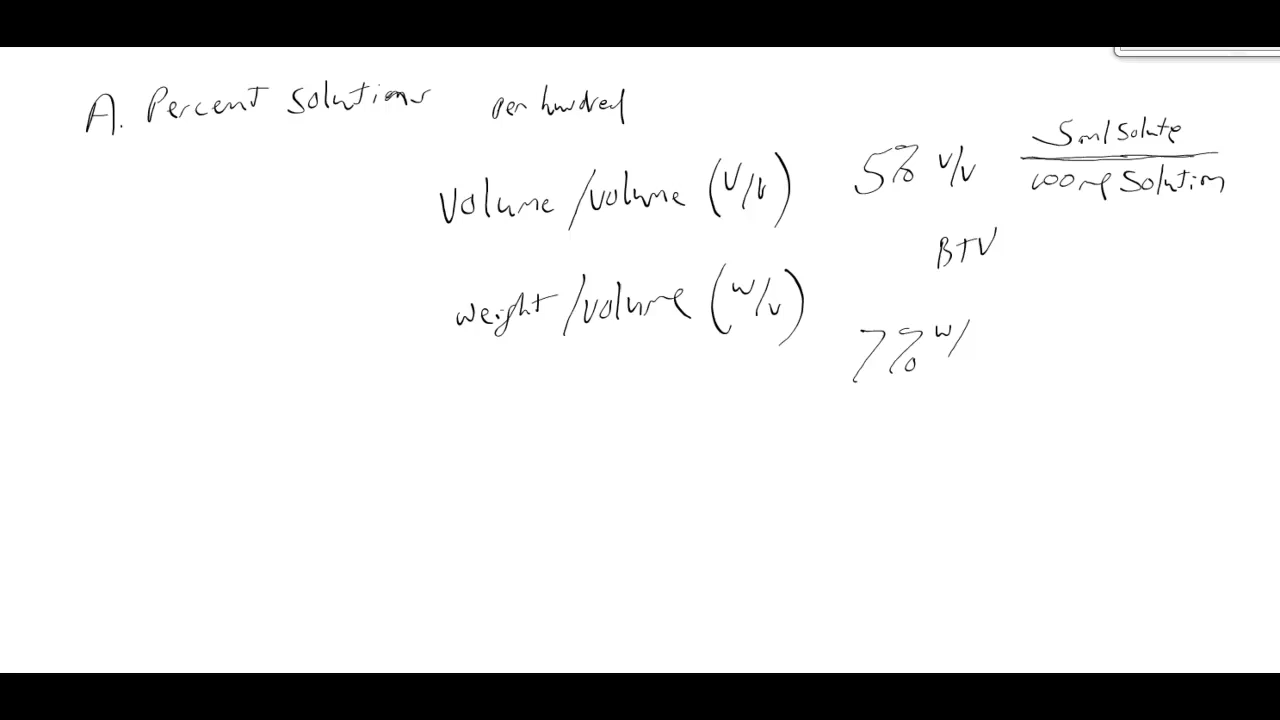 A. Percent Solutions per hundred
Volume/volume (V/v) 5% v/v 5ml solute
100ml Solution
BTV
weight/volume (w/v)
7% w/